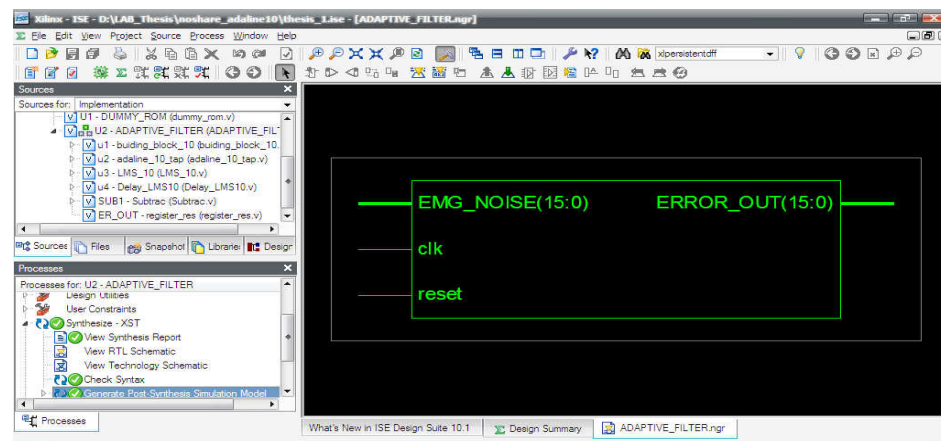 Xilinx - ISE - D:\LAB_Thesis\noshare_adaline10\thesis_1.ise - [ADAPTIVE_FILTER.ngr]
File Edit View Project Source Process Window Help
xlpersistentdff
Sources
Sources for: Implementation
U1 - DUMMY_ROM (dummy_rom.v)
U2 - ADAPTIVE_FILTER (ADAPTIVE_FIL
u1 - buiding_block_10 (buiding_block_10.
u2 - adaline_10_tap (adaline_10_tap.v)
u3 - LMS_10 (LMS_10.v)
u4 - Delay_LMS10 (Delay_LMS10.v)
SUB1 - Subtrac (Subtrac.v)
ER_OUT - register_res (register_res.v)
Sources Files Snapshot Libraries Desigr
Processes
Processes for: U2 - ADAPTIVE_FILTER
Design Utilities
User Constraints
Synthesize - XST
View Synthesis Report
View RTL Schematic
View Technology Schematic
Check Syntax
Generate Post-Synthesis Simulation Model
Processes
EMG_NOISE(15:0) ERROR_OUT(15:0)
clk
reset
What's New in ISE Design Suite 10.1 Design Summary ADAPTIVE_FILTER.ngr